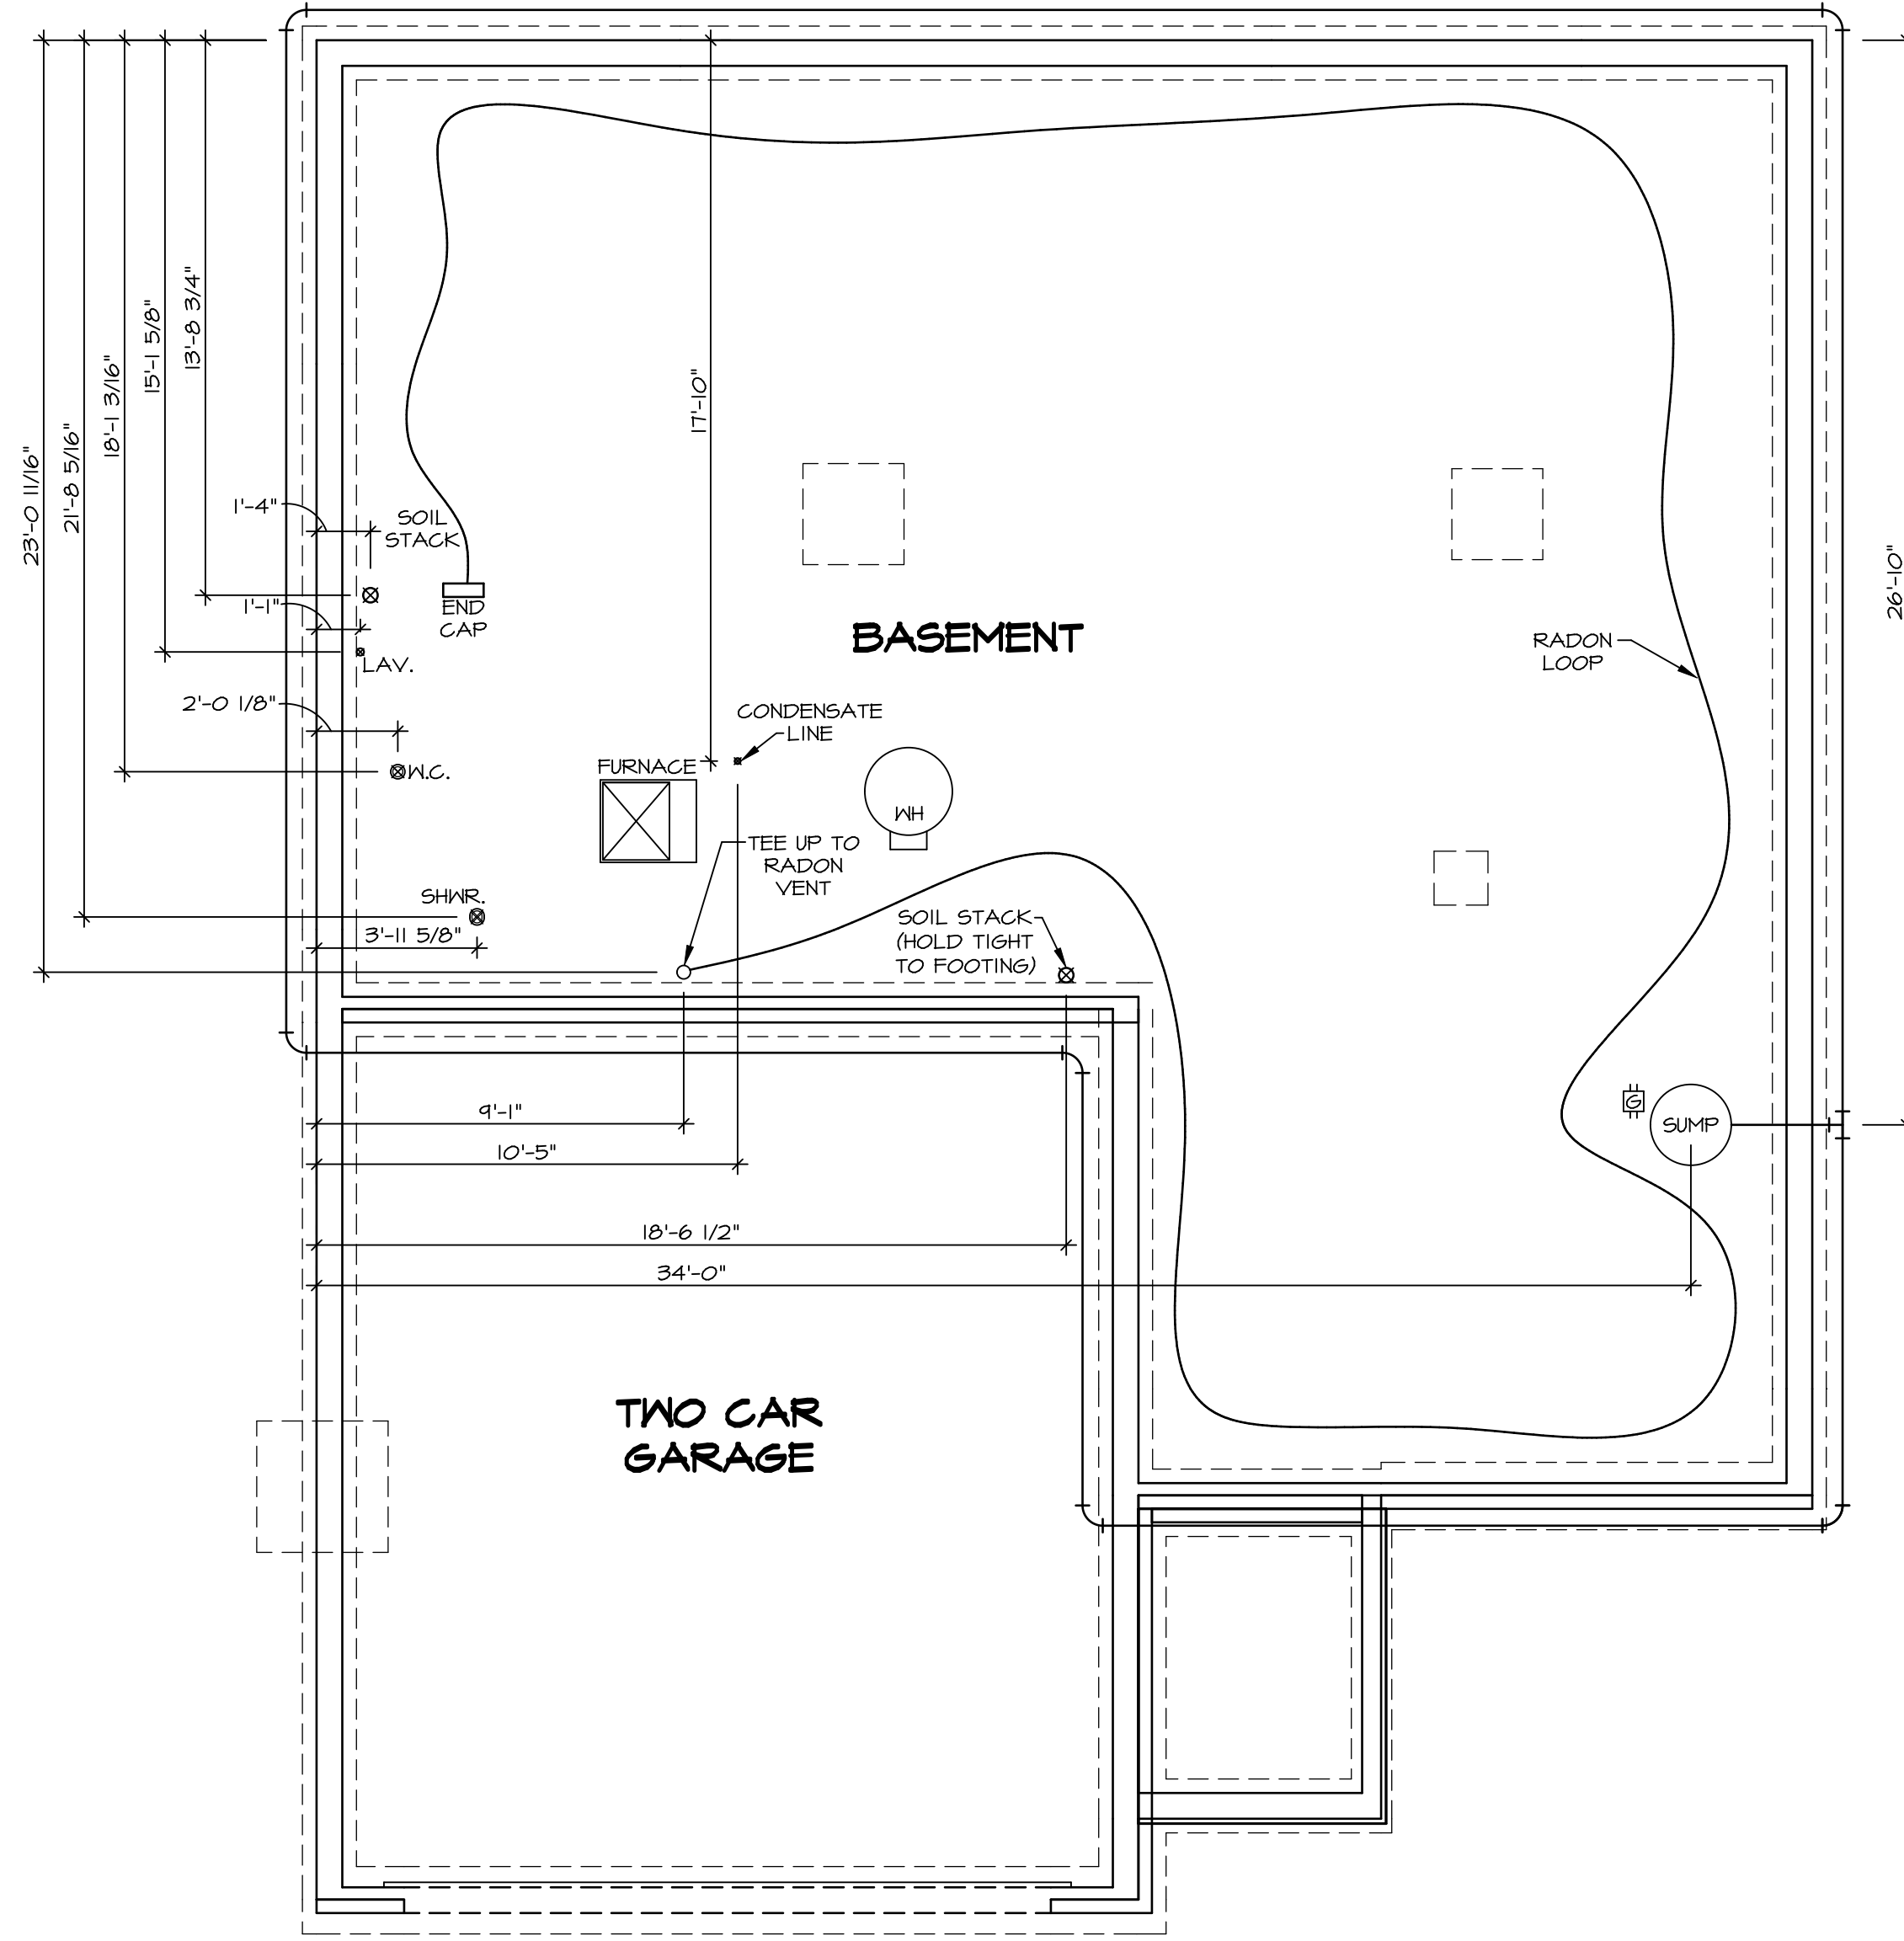 13'-8 3/4"
15'-1 5/8"
18'-1 3/16"
21'-8 5/16"
23'-0 11/16"
17'-10"
26'-10"
1'-4"
SOIL
STACK
1'-1"
END
CAP
LAV.
BASEMENT
RADON
LOOP
2'-0 1/8"
CONDENSATE
LINE
W.C.
FURNACE
WH
TEE UP TO
RADON
VENT
SHWR.
3'-11 5/8"
SOIL STACK
(HOLD TIGHT
TO FOOTING)
G
SUMP
9'-1"
10'-5"
18'-6 1/2"
34'-0"
TWO CAR
GARAGE